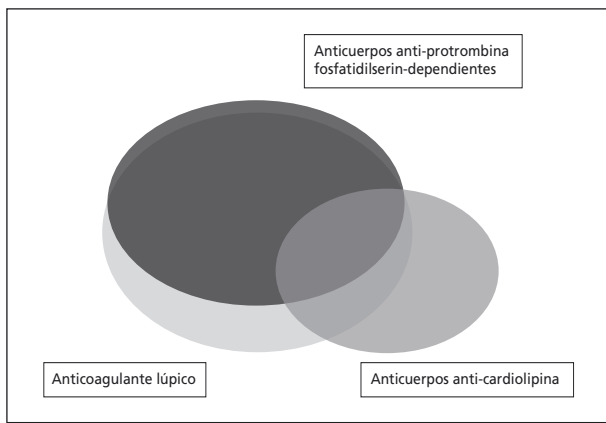 Anticuerpos anti-protrombina
fosfatidilserin-dependientes
Anticoagulante lúpico
Anticuerpos anti-cardiolipina